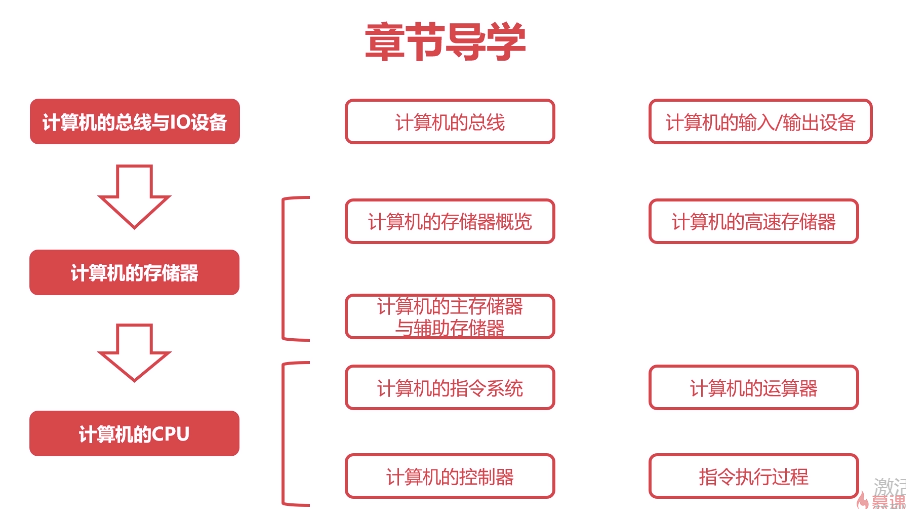 章节导学
计算机的总线与IO设备
计算机的总线
计算机的输入/输出设备
计算机的存储器概览
计算机的高速存储器
计算机的存储器
计算机的主存储器
与辅助存储器
计算机的指令系统
计算机的运算器
计算机的CPU
计算机的控制器
指令执行过程
激活
慕课